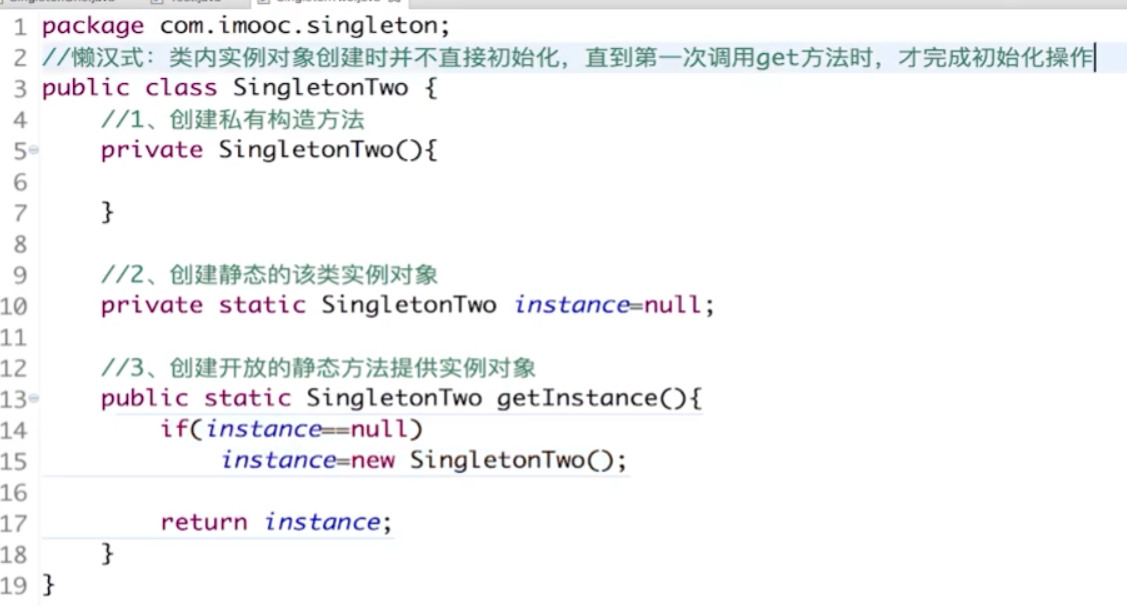 1 package com.imooc.singleton;
2 //懒汉式：类内实例对象创建时并不直接初始化，直到第一次调用get方法时，才完成初始化操作
3 public class SingletonTwo {
4 //1、创建私有构造方法
5 private SingletonTwo(){
6
7 }
8
9 //2、创建静态的该类实例对象
10 private static SingletonTwo instance=null;
11
12 //3、创建开放的静态方法提供实例对象
13 public static SingletonTwo getInstance(){
14 if(instance==null)
15 instance=new SingletonTwo();
16
17 return instance;
18 }
19 }